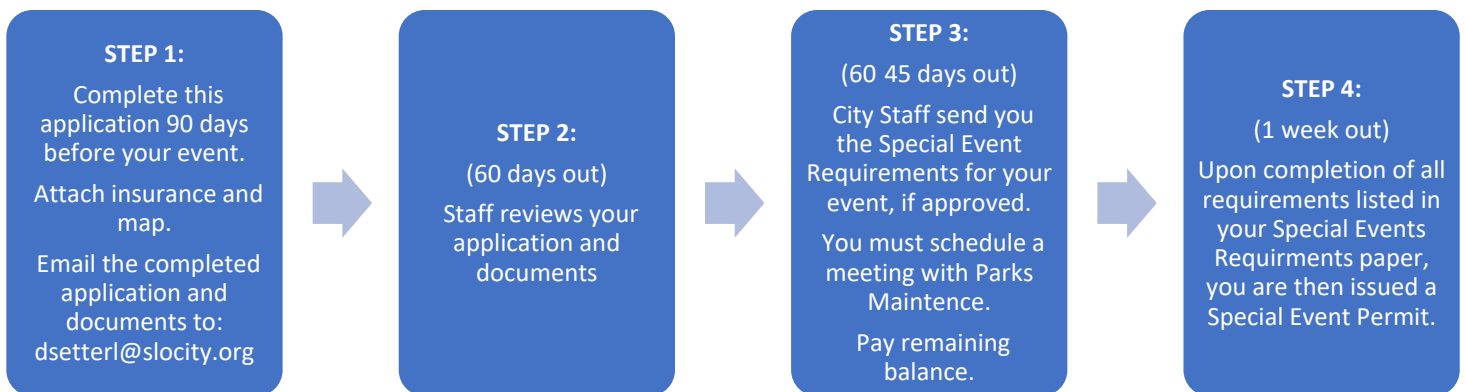 STEP 1:
Complete this
application 90 days
before your event.
Attach insurance and
map.
Email the completed
application and
documents to:
dsetterl@slocity.org
STEP 2:
(60 days out)
Staff reviews your
application and
documents
STEP 3:
(60 45 days out)
City Staff send you
the Special Event
Requirements for your
event, if approved.
You must schedule a
meeting with Parks
Maintence.
Pay remaining
balance.
STEP 4:
(1 week out)
Upon completion of all
requirements listed in
your Special Events
Requirments paper,
you are then issued a
Special Event Permit.